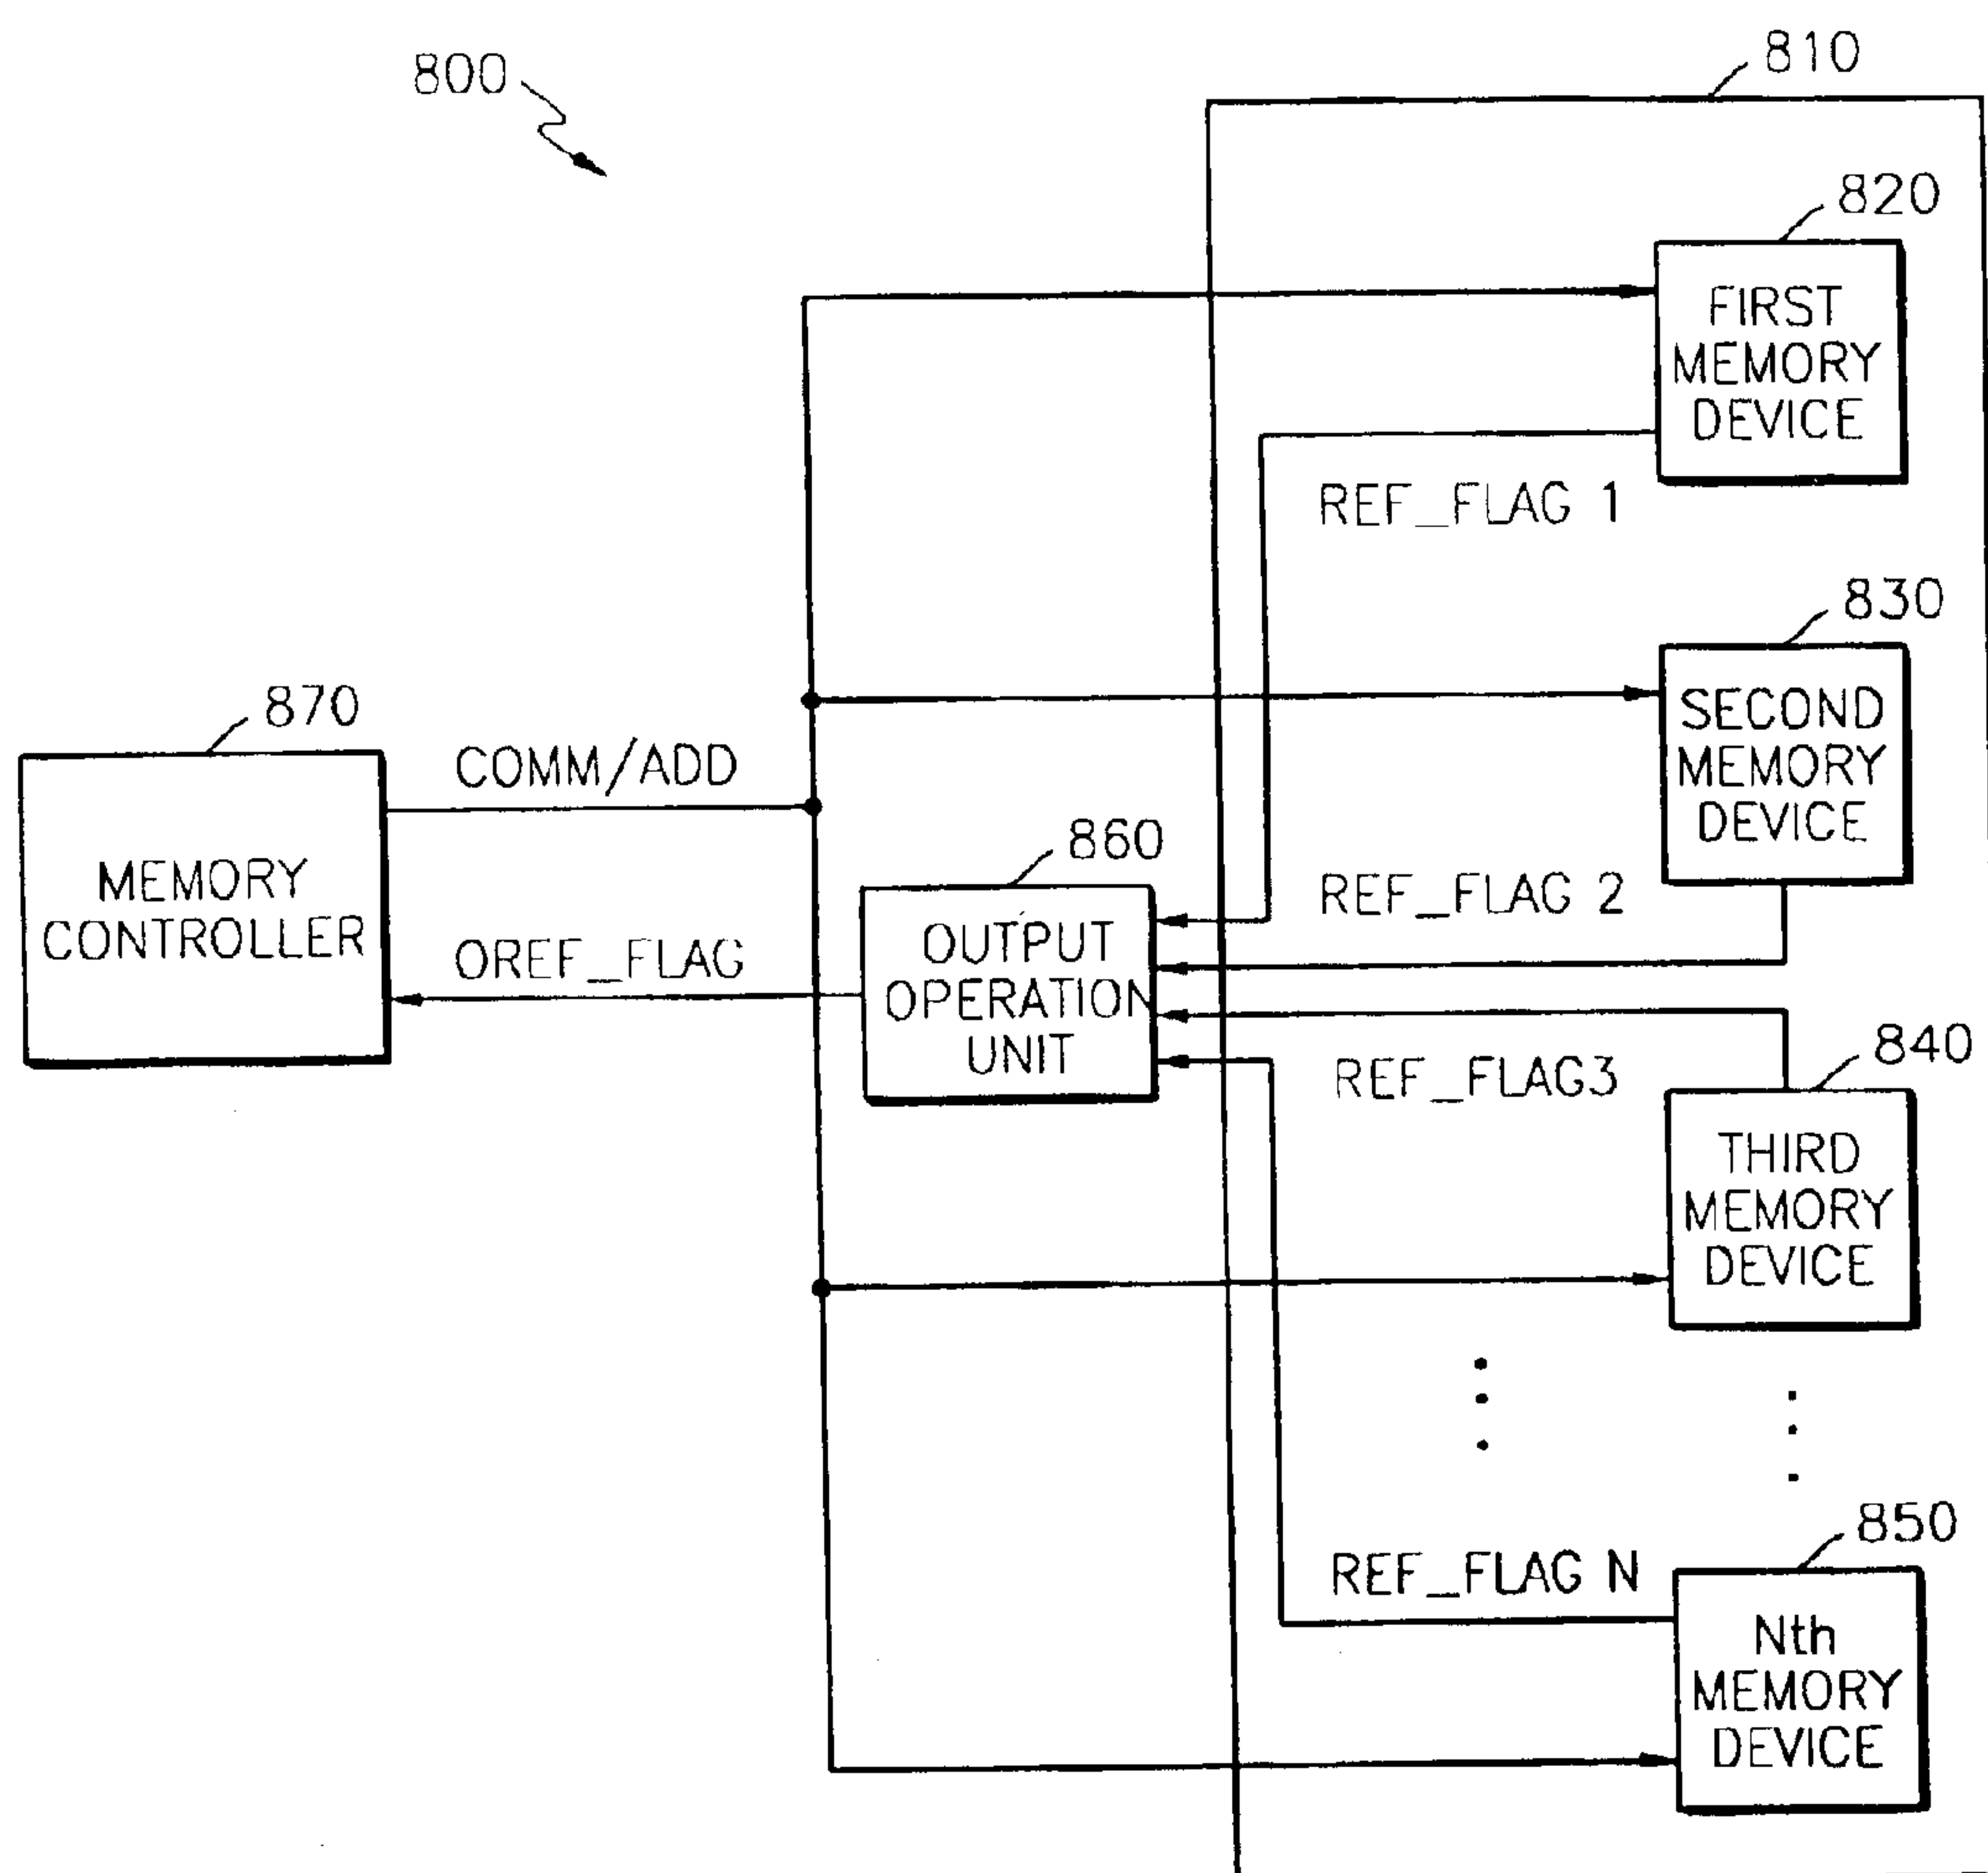 800
810
820
FIRST
MEMORY
DEVICE
REF_FLAG 1
830
SECOND
MEMORY
DEVICE
870
COMM/ADD
MEMORY
CONTROLLER
860
OUTPUT
OPERATION
UNIT
OREF_FLAG
REF_FLAG 2
REF_FLAG3
840
THIRD
MEMORY
DEVICE
850
REF_FLAG N
Nth
MEMORY
DEVICE